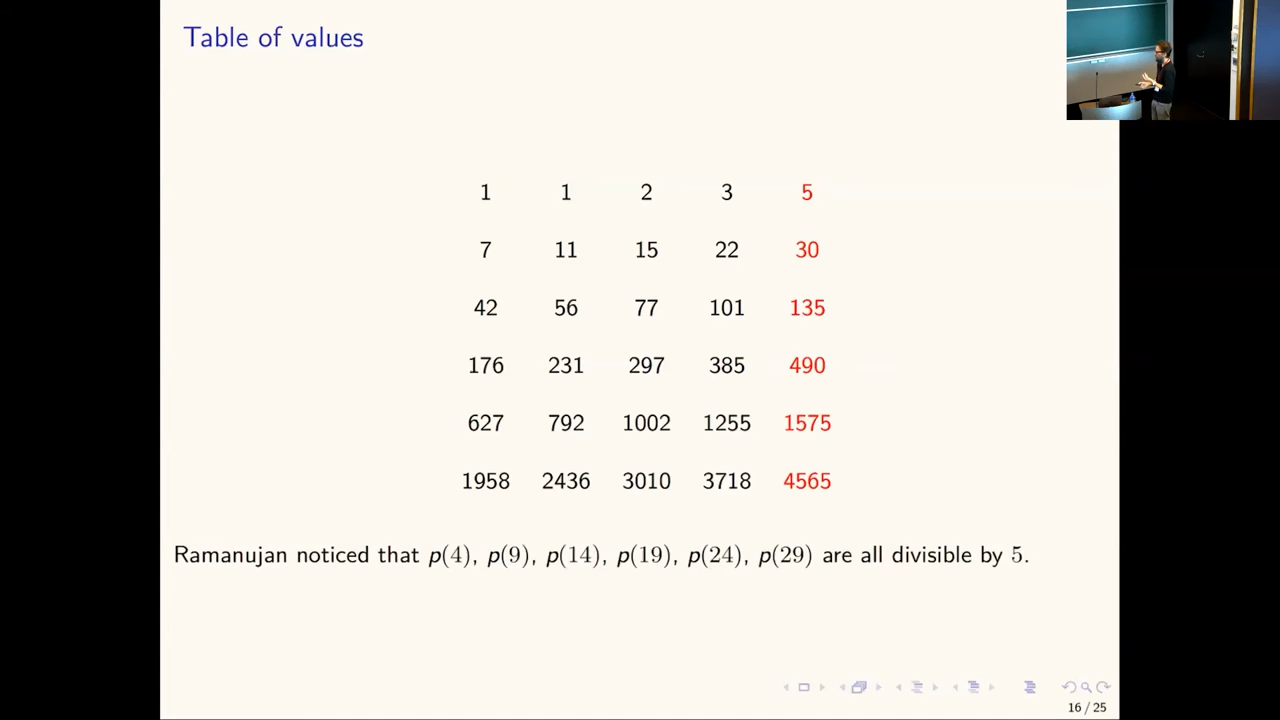 Table of values
1 1 2 3 5
7 11 15 22 30
42 56 77 101 135
176 231 297 385 490
627 792 1002 1255 1575
1958 2436 3010 3718 4565
Ramanujan noticed that p(4), p(9), p(14), p(19), p(24), p(29) are all divisible by 5.
16 / 25